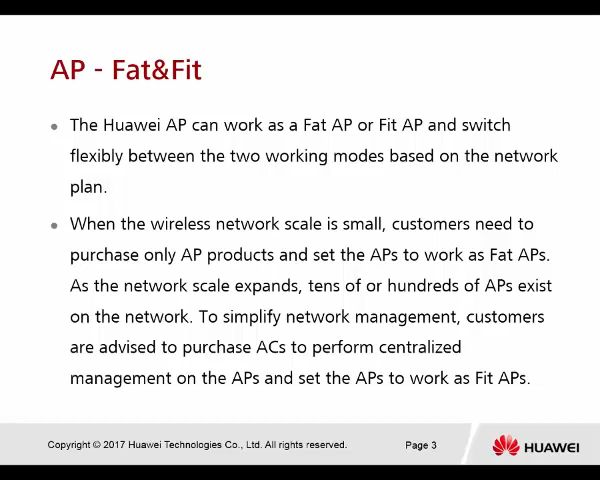 AP - Fat&Fit
The Huawei AP can work as a Fat AP or Fit AP and switch
flexibly between the two working modes based on the network
plan.
When the wireless network scale is small, customers need to
purchase only AP products and set the APs to work as Fat APs.
As the network scale expands, tens of or hundreds of APs exist
on the network. To simplify network management, customers
are advised to purchase ACs to perform centralized
management on the APs and set the APs to work as Fit APs.
Copyright © 2017 Huawei Technologies Co., Ltd. All rights reserved.
Page 3
HUAWEI